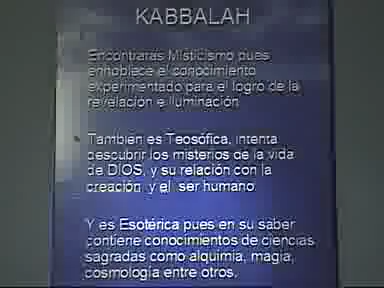 KABBALAH
Encontraras Misticismo pues
ennoblece el conocimiento
experimentado para el logro de la
revelación e iluminación
También es Teosófica, intenta
descubrir los misterios de la vida
de DIOS, y su relación con la
creación y el ser humano
Y es Esotérica pues en su saber
contiene conocimientos de ciencias
sagradas como alquimia, magia,
cosmología entre otros.